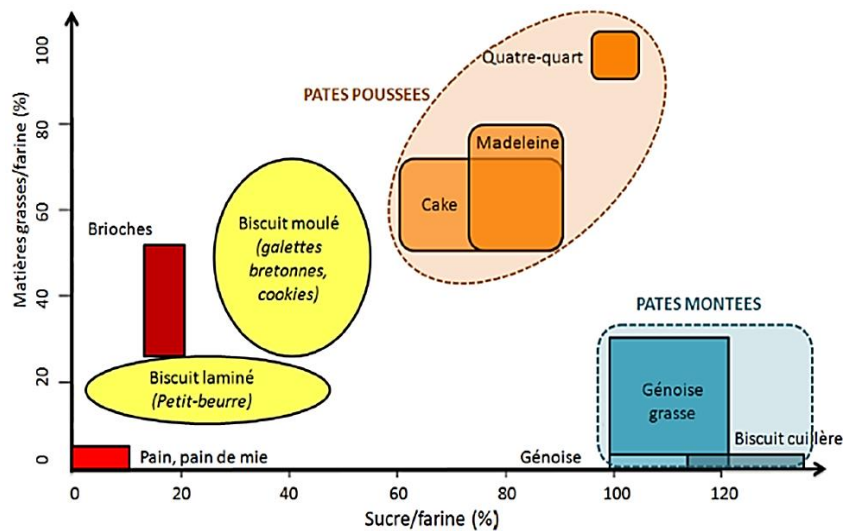 Matières grasses/farine (%)
100
80
60
40
20
0
Quatre-quart
PATES POUSSEES
Madeleine
Cake
Brioches
Biscuit moulé
(galettes
bretonnes,
cookies)
PATES MONTEES
Biscuit laminé
(Petit-beurre)
Génoise
grasse
Biscuit cuillère
Pain, pain de mie
Génoise
0
20
40
60
80
100
120
Sucre/farine (%)